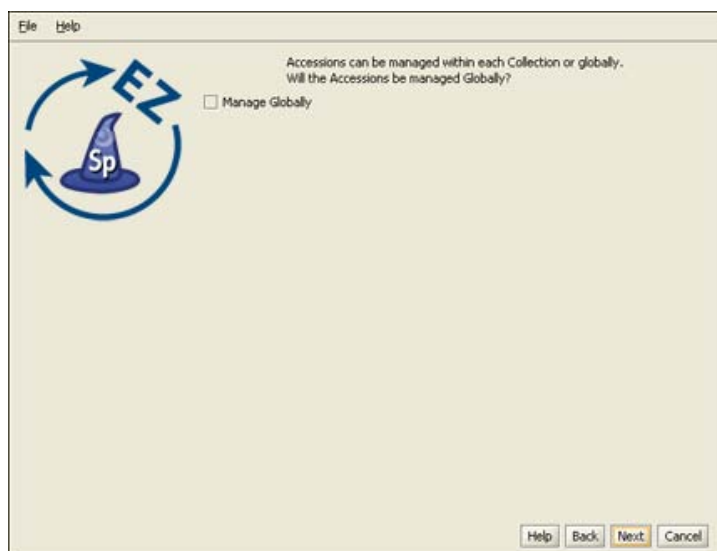 File Help
EZ
Sp
Accessions can be managed within each Collection or globally.
Will the Accessions be managed Globally?
Manage Globally
Help Back Next Cancel